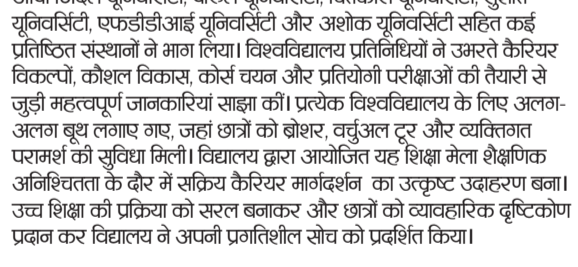 यूनिवर्सिटी, एफडीडीआई यूनिवर्सिटी और अशोक यूनिवर्सिटी सहित कई
प्रतिष्ठित संस्थानों ने भाग लिया। विश्वविद्यालय प्रतिनिधियों ने उभरते कैरियर
विकल्पों, कौशल विकास, कोर्स चयन और प्रतियोगी परीक्षाओं की तैयारी से
जुड़ी महत्वपूर्ण जानकारियां साझा कीं। प्रत्येक विश्वविद्यालय के लिए अलग-
अलग बूथ लगाए गए, जहां छात्रों को ब्रोशर, वर्चुअल टूर और व्यक्तिगत
परामर्श की सुविधा मिली। विद्यालय द्वारा आयोजित यह शिक्षा मेला शैक्षणिक
अनिश्चितता के दौर में सक्रिय कैरियर मार्गदर्शन का उत्कृष्ट उदाहरण बना।
उच्च शिक्षा की प्रक्रिया को सरल बनाकर और छात्रों को व्यावहारिक दृष्टिकोण
प्रदान कर विद्यालय ने अपनी प्रगतिशील सोच को प्रदर्शित किया।